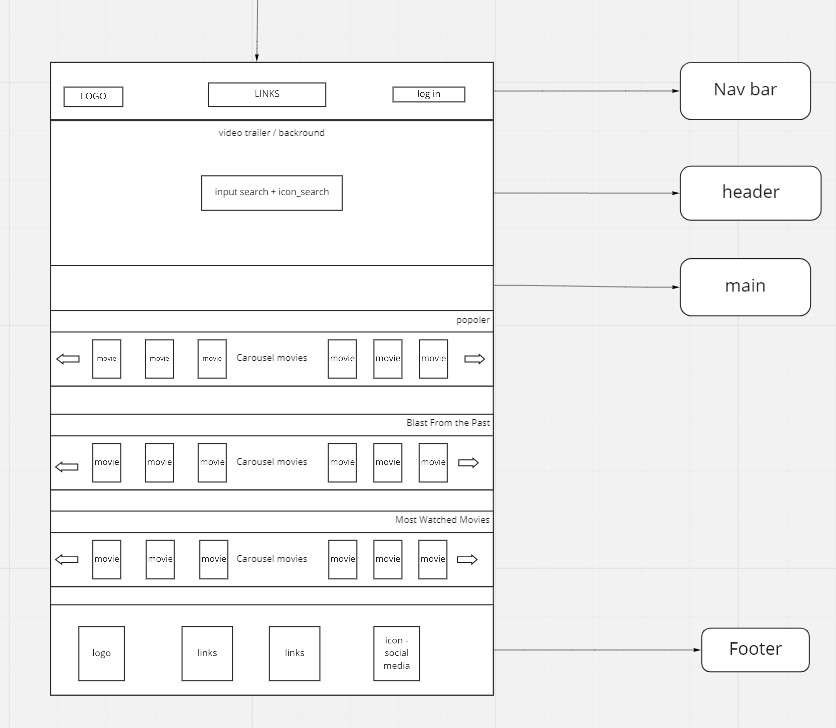 LOGO
LINKS
log in
Nav bar
video trailer / backround
input search + icon_search
header
main
popoler
movie movie movie Carousel movies movie movie movie
Blast From the Past
movie movie movie Carousel movies movie movie movie
Most Watched Movies
movie movie movie Carousel movies movie movie movie
logo
links
links
icon -
social
media
Footer